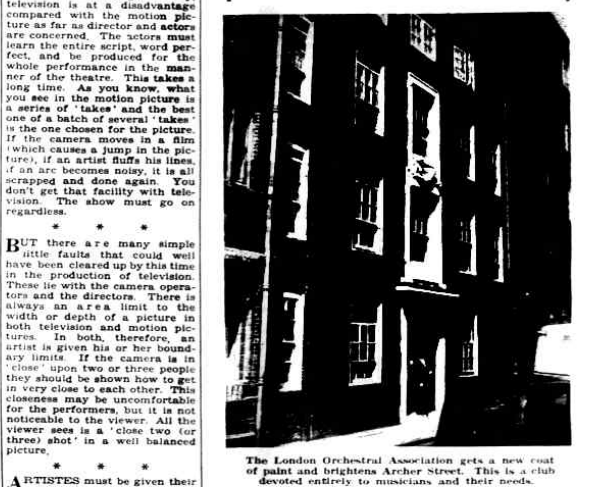 television is at a disadvantage
compared with the motion pic-
ture as far as director and actors
are concerned. The actors must
learn the entire script, word per-
fect, and be produced for the
whole performance in the man-
ner of the theatre. This takes a
long time. As you know, what
you see in the motion picture is
a series of 'takes' and the best
one of a batch of several 'takes'
is the one chosen for the picture.
If the camera moves in a film
(which causes a jump in the pic-
ture), if an artist fluffs his lines,
if an arc becomes noisy, it is all
scrapped and done again. You
don't get that facility with tele-
vision. The show must go on
regardless.
* * *
BUT there are many simple
little faults that could well
have been cleared up by this time
in the production of television.
These lie with the camera opera-
tors and the directors. There is
always an area limit to the
width or depth of a picture in
both television and motion pic-
tures. In both, therefore, an
artist is given his or her bound-
ary limits. If the camera is in
'close' upon two or three people
they should be shown how to get
in very close to each other. This
closeness may be uncomfortable
for the performers, but it is not
noticeable to the viewer. All the
viewer sees is a 'close two (or
three) shot' in a well balanced
picture.
* * *
ARTISTES must be given their
The London Orchestral Association gets a new coat
of paint and brightens Archer Street. This is a club
devoted entirely to musicians and their needs.